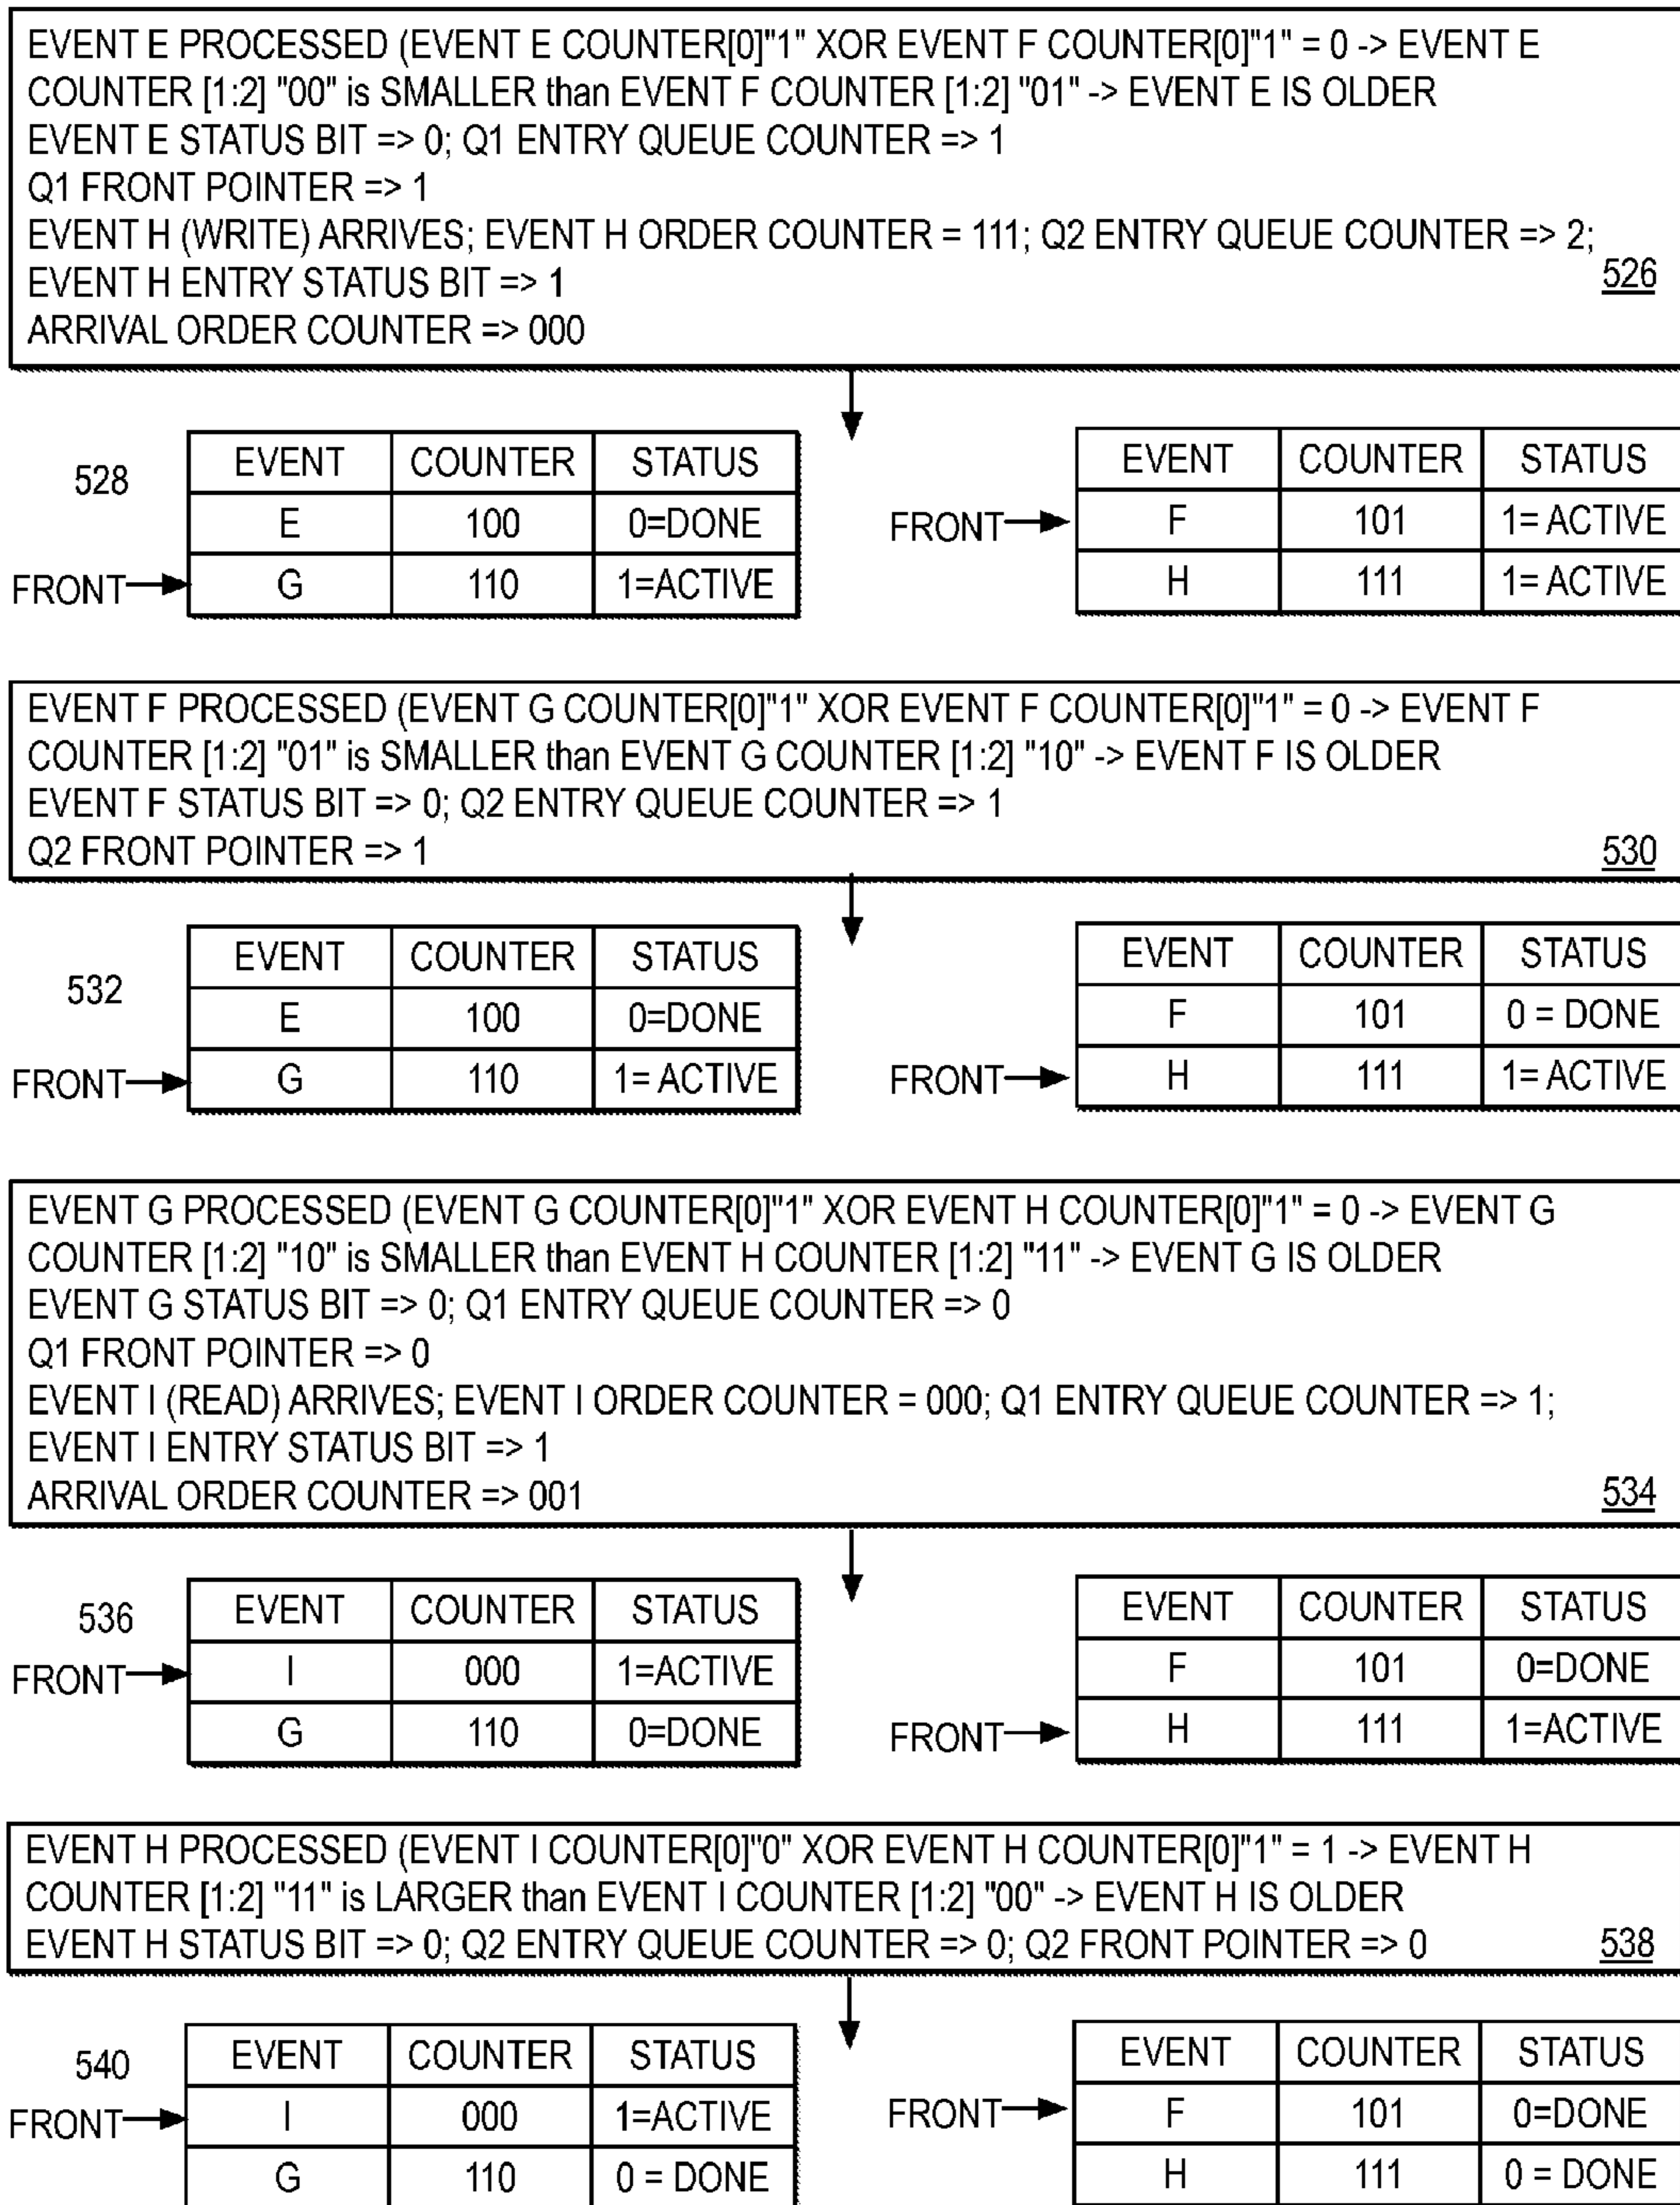 EVENT E PROCESSED (EVENT E COUNTER[0]"1" XOR EVENT F COUNTER[0]"1" = 0 -> EVENT E
COUNTER [1:2] "00" is SMALLER than EVENT F COUNTER [1:2] "01" -> EVENT E IS OLDER
EVENT E STATUS BIT => 0; Q1 ENTRY QUEUE COUNTER => 1
Q1 FRONT POINTER => 1
EVENT H (WRITE) ARRIVES; EVENT H ORDER COUNTER = 111; Q2 ENTRY QUEUE COUNTER => 2;
EVENT H ENTRY STATUS BIT => 1
526
ARRIVAL ORDER COUNTER => 000
528
EVENT COUNTER STATUS
E 100 0=DONE
FRONT G 110 1=ACTIVE
EVENT COUNTER STATUS
FRONT F 101 1= ACTIVE
H 111 1= ACTIVE
EVENT F PROCESSED (EVENT G COUNTER[0]"1" XOR EVENT F COUNTER[0]"1" = 0 -> EVENT F
COUNTER [1:2] "01" is SMALLER than EVENT G COUNTER [1:2] "10" -> EVENT F IS OLDER
EVENT F STATUS BIT => 0; Q2 ENTRY QUEUE COUNTER => 1
Q2 FRONT POINTER => 1
530
532
EVENT COUNTER STATUS
E 100 0=DONE
FRONT G 110 1= ACTIVE
EVENT COUNTER STATUS
F 101 0 = DONE
FRONT H 111 1= ACTIVE
EVENT G PROCESSED (EVENT G COUNTER[0]"1" XOR EVENT H COUNTER[0]"1" = 0 -> EVENT G
COUNTER [1:2] "10" is SMALLER than EVENT H COUNTER [1:2] "11" -> EVENT G IS OLDER
EVENT G STATUS BIT => 0; Q1 ENTRY QUEUE COUNTER => 0
Q1 FRONT POINTER => 0
EVENT I (READ) ARRIVES; EVENT I ORDER COUNTER = 000; Q1 ENTRY QUEUE COUNTER => 1;
EVENT I ENTRY STATUS BIT => 1
ARRIVAL ORDER COUNTER => 001
534
536
EVENT COUNTER STATUS
FRONT I 000 1=ACTIVE
G 110 0=DONE
EVENT COUNTER STATUS
F 101 0=DONE
FRONT H 111 1=ACTIVE
EVENT H PROCESSED (EVENT I COUNTER[0]"0" XOR EVENT H COUNTER[0]"1" = 1 -> EVENT H
COUNTER [1:2] "11" is LARGER than EVENT I COUNTER [1:2] "00" -> EVENT H IS OLDER
EVENT H STATUS BIT => 0; Q2 ENTRY QUEUE COUNTER => 0; Q2 FRONT POINTER => 0
538
540
EVENT COUNTER STATUS
FRONT I 000 1=ACTIVE
G 110 0 = DONE
EVENT COUNTER STATUS
FRONT F 101 0=DONE
H 111 0 = DONE